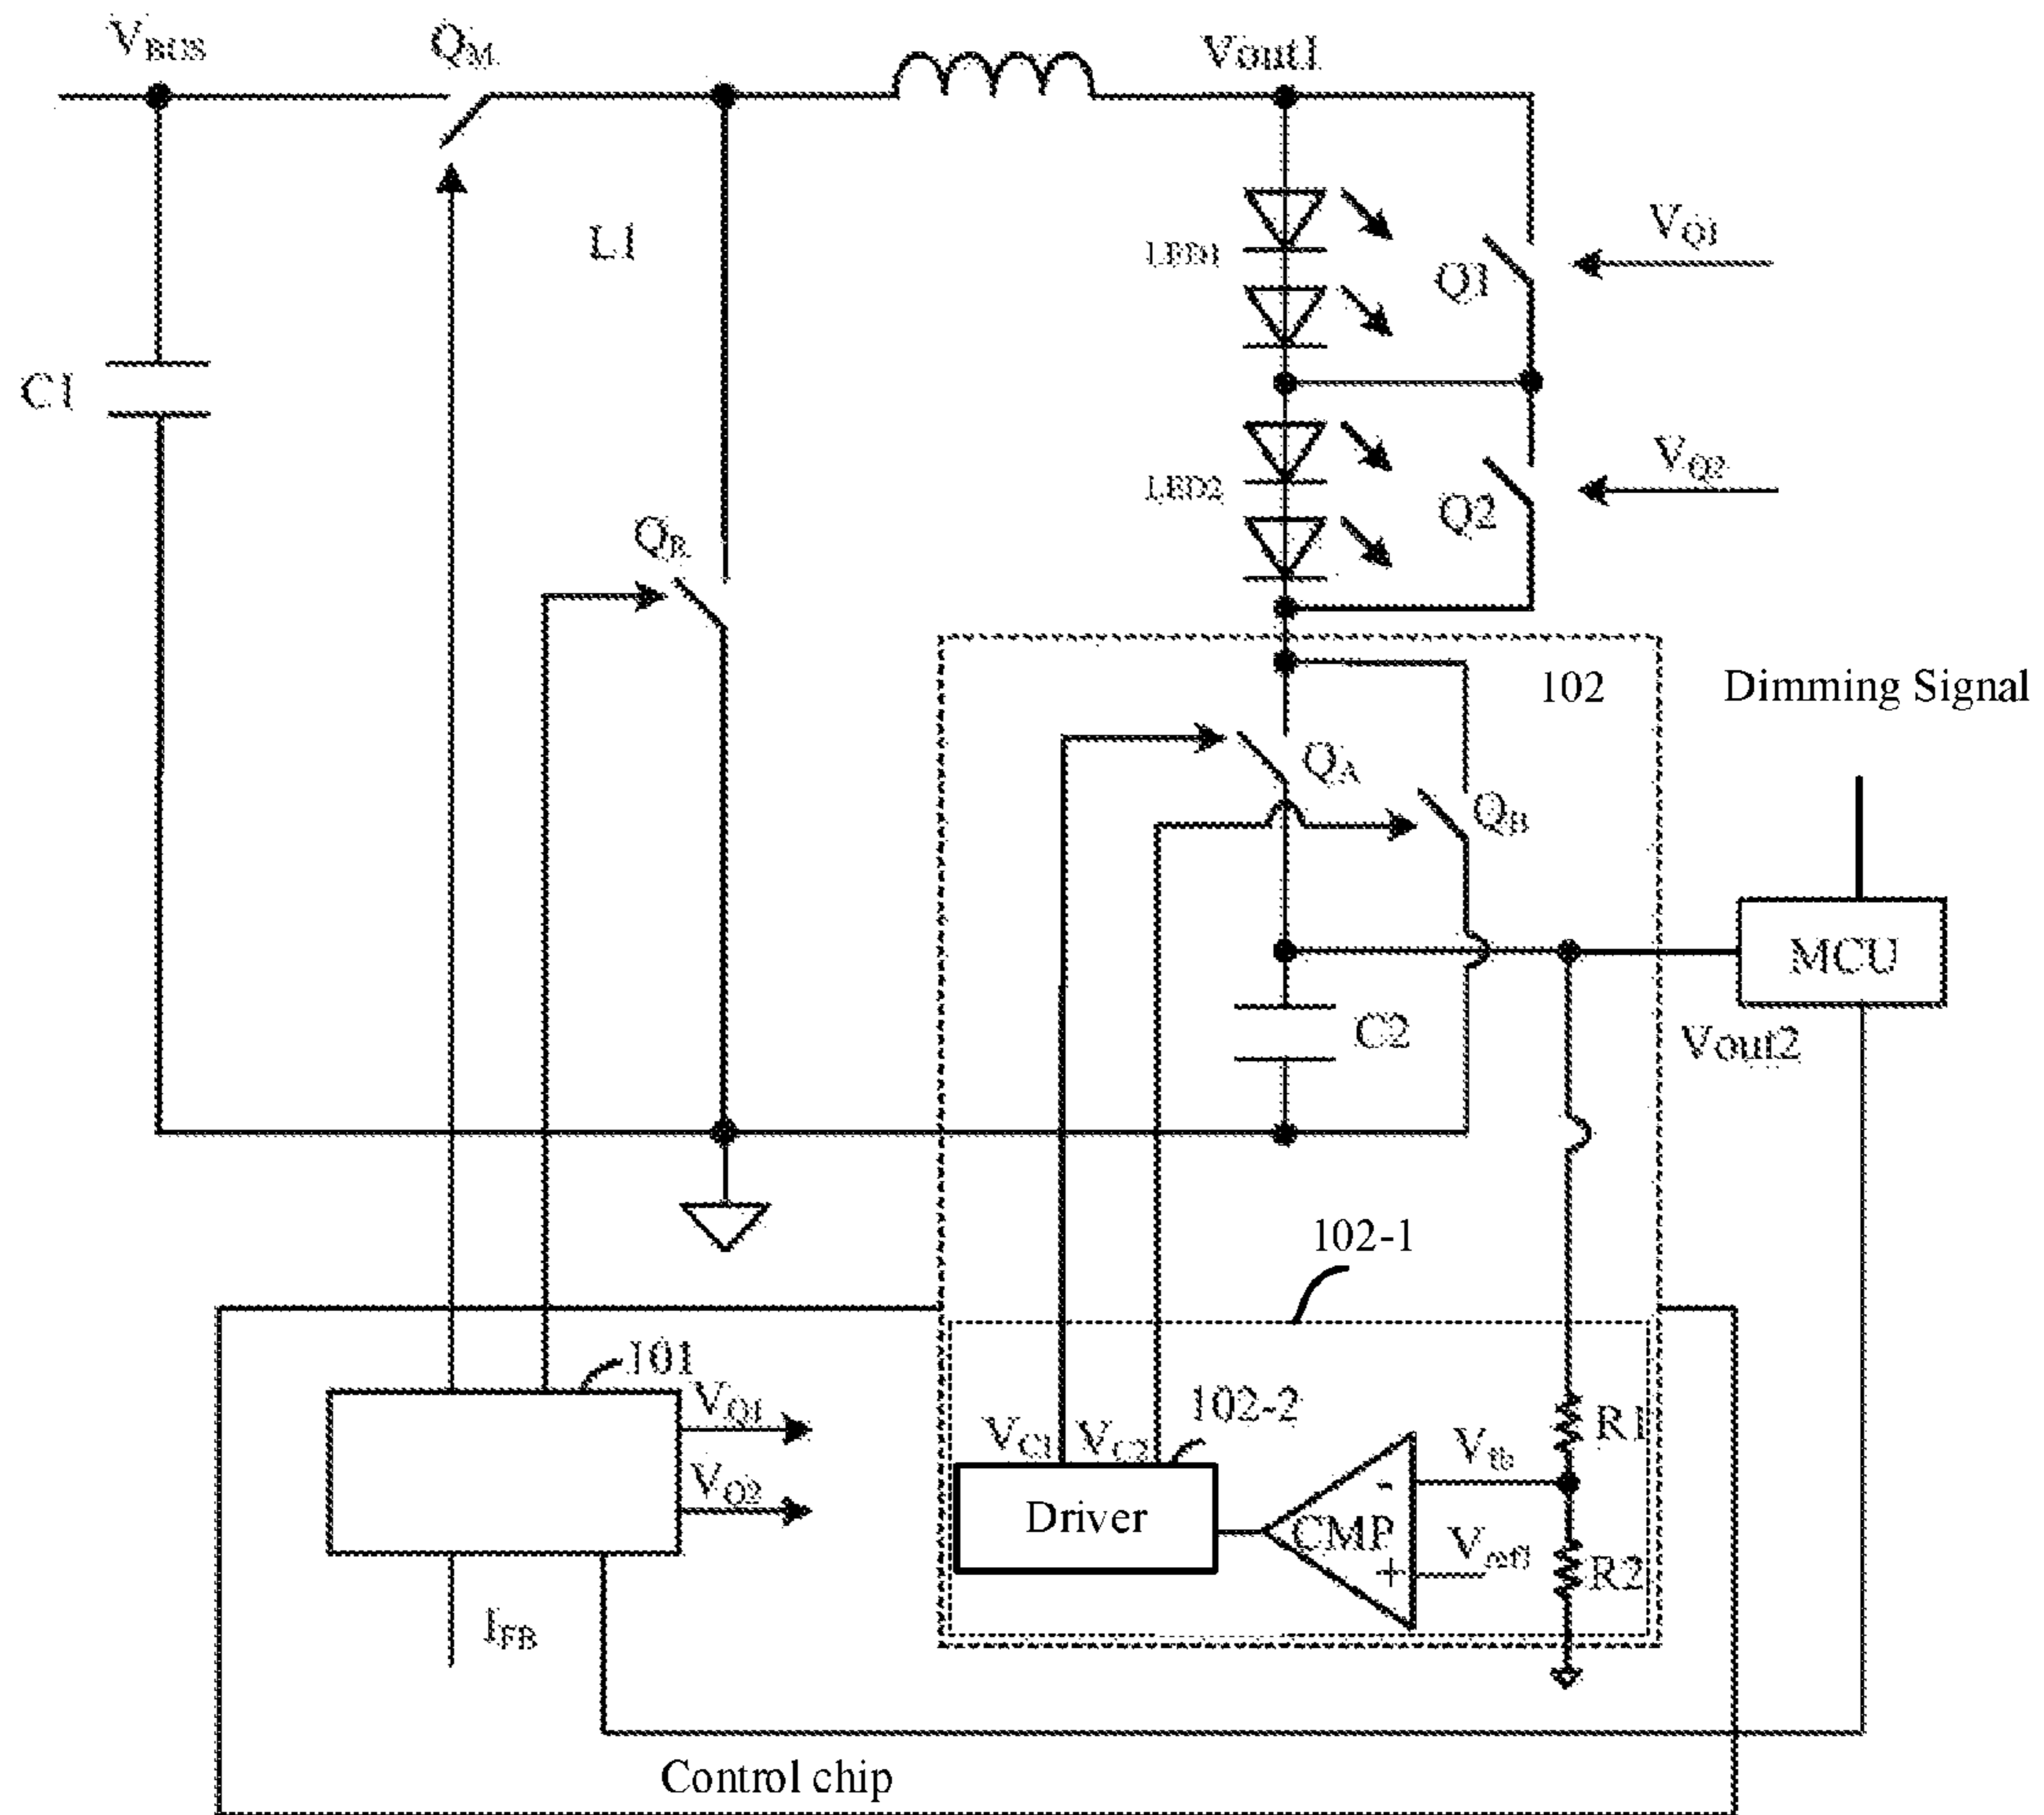 VBUS
QM
Vout1
L1
LED1
Q1
VQ1
C1
LED2
Q2
VQ2
QR
102
Dimming Signal
QA
QB
MCU
C2
Vout2
102-1
101
VQ1
VQ2
VC1
VC2
102-2
R1
Vfb
Driver
CMP
-
+
Vref1
R2
IFB
Control chip